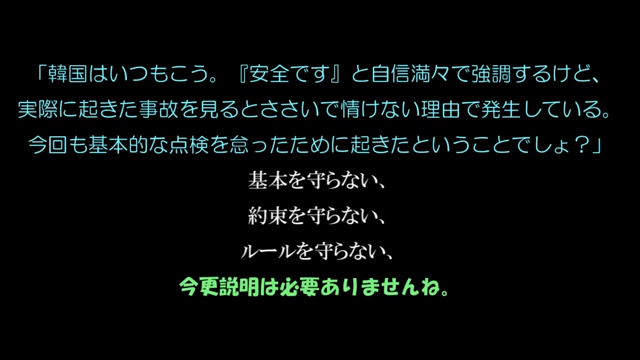 「韓国はいつもこう。『安全です』と自信満々で強調するけど、
実際に起きた事故を見るとささいで情けない理由で発生している。
今回も基本的な点検を怠ったために起きたということでしょ？」
基本を守らない、
約束を守らない、
ルールを守らない、
今更説明は必要ありませんね。